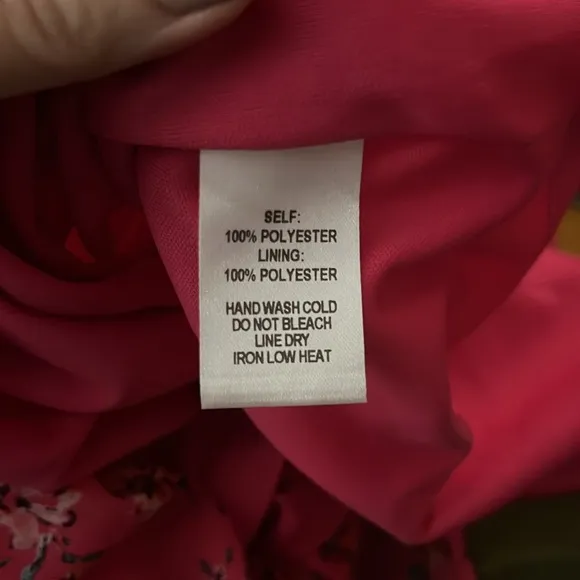 SELF:
100% POLYESTER
LINING:
100% POLYESTER
HAND WASH COLD
DO NOT BLEACH
LINE DRY
IRON LOW HEAT